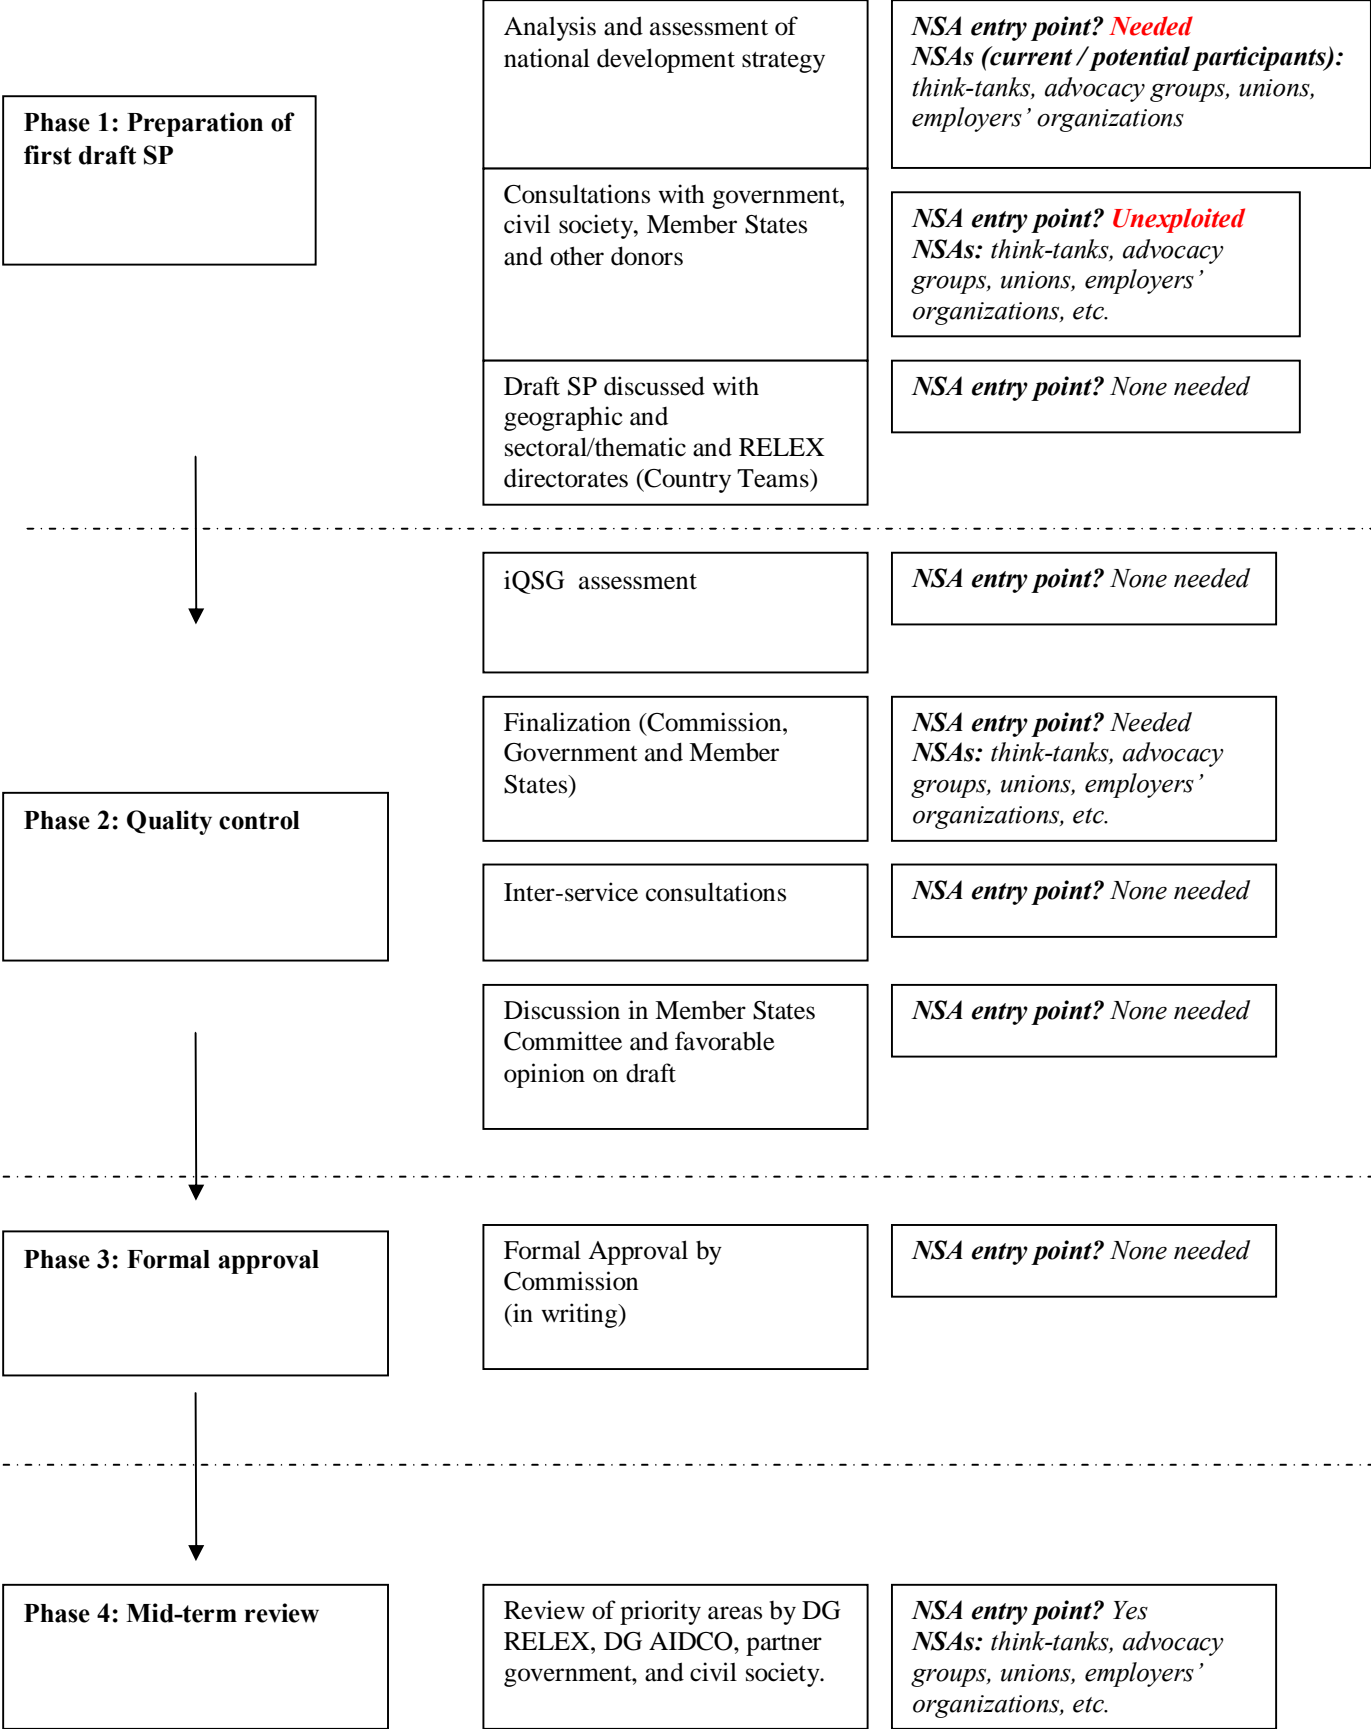 Phase 1: Preparation of
first draft SP
Analysis and assessment of
national development strategy
NSA entry point? Needed
NSAs (current / potential participants):
think-tanks, advocacy groups, unions,
employers’ organizations
Consultations with government,
civil society, Member States
and other donors
NSA entry point? Unexploited
NSAs: think-tanks, advocacy
groups, unions, employers’
organizations, etc.
Draft SP discussed with
geographic and
sectoral/thematic and RELEX
directorates (Country Teams)
NSA entry point? None needed
Phase 2: Quality control
iQSG assessment
NSA entry point? None needed
Finalization (Commission,
Government and Member
States)
NSA entry point? Needed
NSAs: think-tanks, advocacy
groups, unions, employers’
organizations, etc.
Inter-service consultations
NSA entry point? None needed
Discussion in Member States
Committee and favorable
opinion on draft
NSA entry point? None needed
Phase 3: Formal approval
Formal Approval by
Commission
(in writing)
NSA entry point? None needed
Phase 4: Mid-term review
Review of priority areas by DG
RELEX, DG AIDCO, partner
government, and civil society.
NSA entry point? Yes
NSAs: think-tanks, advocacy
groups, unions, employers’
organizations, etc.